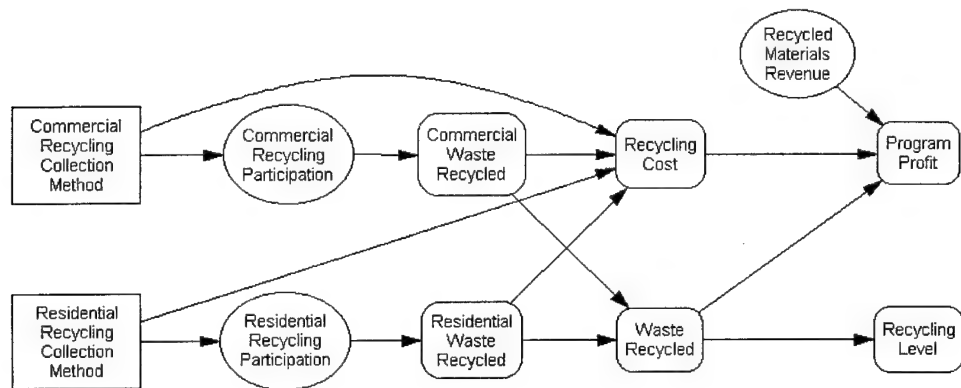 Recycled
Materials
Revenue
Commercial
Recycling
Collection
Method
Commercial
Recycling
Participation
Commercial
Waste
Recycled
Recycling
Cost
Program
Profit
Residential
Recycling
Collection
Method
Residential
Recycling
Participation
Residential
Waste
Recycled
Waste
Recycled
Recycling
Level